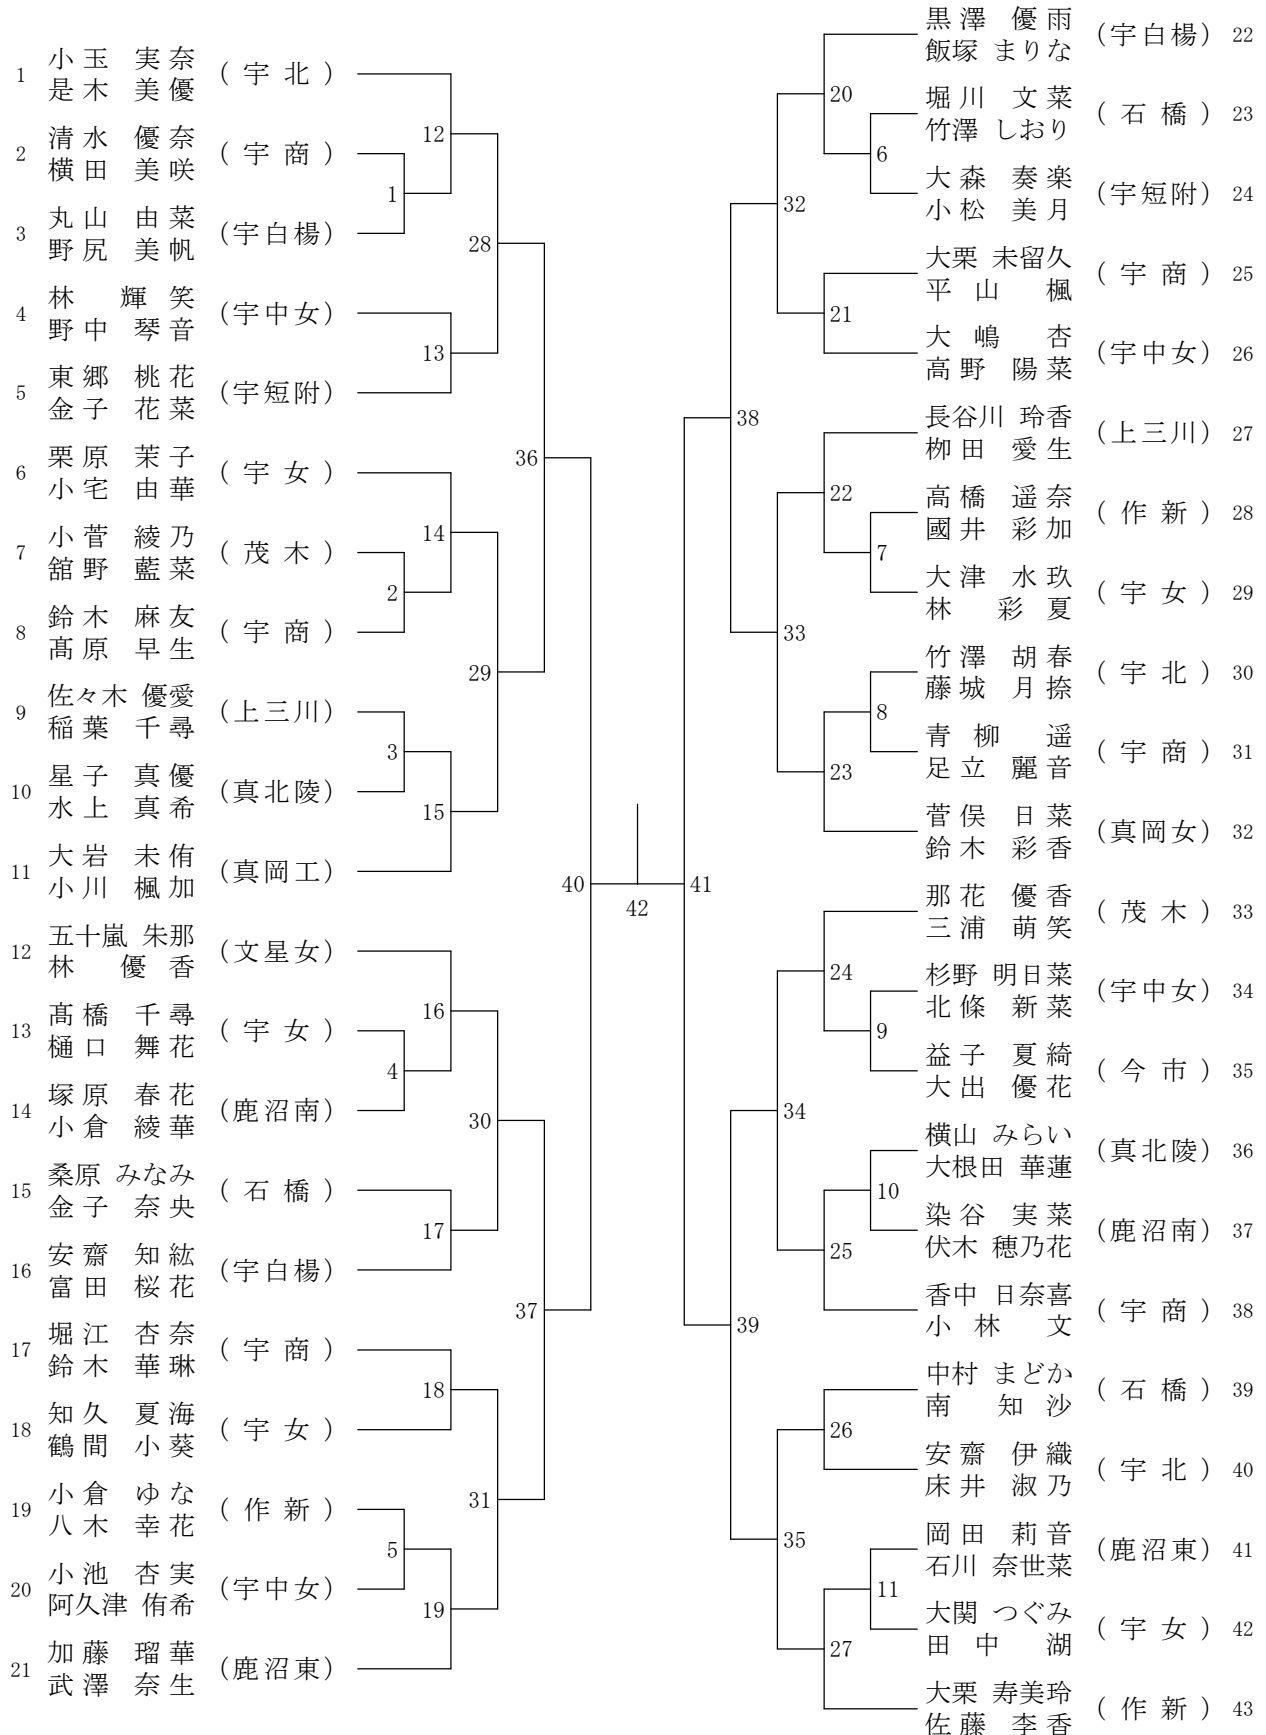 1 小玉 実奈 (宇北)
是木 美優
2 清水 優奈 (宇商)
横田 美咲
3 丸山 由菜 (宇白楊)
野尻 美帆
4 林 輝笑 (宇中女)
野中 琴音
5 東郷 桃花 (宇短附)
金子 花菜
6 栗原 茉子 (宇女)
小宅 由華
7 小菅 綾乃 (茂木)
舘野 藍菜
8 鈴木 麻友 (宇商)
髙原 早生
9 佐々木 優愛 (上三川)
稲葉 千尋
10 星子 真優 (真北陵)
水上 真希
11 大岩 未侑 (真岡工)
小川 楓加
12 五十嵐 朱那 (文星女)
林 優香
13 髙橋 千尋 (宇女)
樋口 舞花
14 塚原 春花 (鹿沼南)
小倉 綾華
15 桑原 みなみ (石橋)
金子 奈央
16 安齋 知紘 (宇白楊)
富田 桜花
17 堀江 杏奈 (宇商)
鈴木 華琳
18 知久 夏海 (宇女)
鶴間 小葵
19 小倉 ゆな (作新)
八木 幸花
20 小池 杏実 (宇中女)
阿久津 侑希
21 加藤 瑠華 (鹿沼東)
武澤 奈生
1
2
3
4
5
12
13
14
15
16
17
18
19
28
29
30
31
36
37
40
42
41
38
39
32
33
34
35
20
21
22
23
24
25
26
27
6
7
8
9
10
11
黒澤 優雨 (宇白楊) 22
飯塚 まりな
堀川 文菜 (石橋) 23
竹澤 しおり
大森 奏楽 (宇短附) 24
小松 美月
大栗 未留久 (宇商) 25
平山 楓
大嶋 杏 (宇中女) 26
高野 陽菜
長谷川 玲香 (上三川) 27
栁田 愛生
高橋 遥奈 (作新) 28
國井 彩加
大津 水玖 (宇女) 29
林 彩夏
竹澤 胡春 (宇北) 30
藤城 月捺
青柳 遥 (宇商) 31
足立 麗音
菅俣 日菜 (真岡女) 32
鈴木 彩香
那花 優香 (茂木) 33
三浦 萌笑
杉野 明日菜 (宇中女) 34
北條 新菜
益子 夏綺 (今市) 35
大出 優花
横山 みらい (真北陵) 36
大根田 華蓮
染谷 実菜 (鹿沼南) 37
伏木 穂乃花
香中 日奈喜 (宇商) 38
小林 文
中村 まどか (石橋) 39
南 知沙
安齋 伊織 (宇北) 40
床井 淑乃
岡田 莉音 (鹿沼東) 41
石川 奈世菜
大関 つぐみ (宇女) 42
田中 湖
大栗 寿美玲 (作新) 43
佐藤 李香